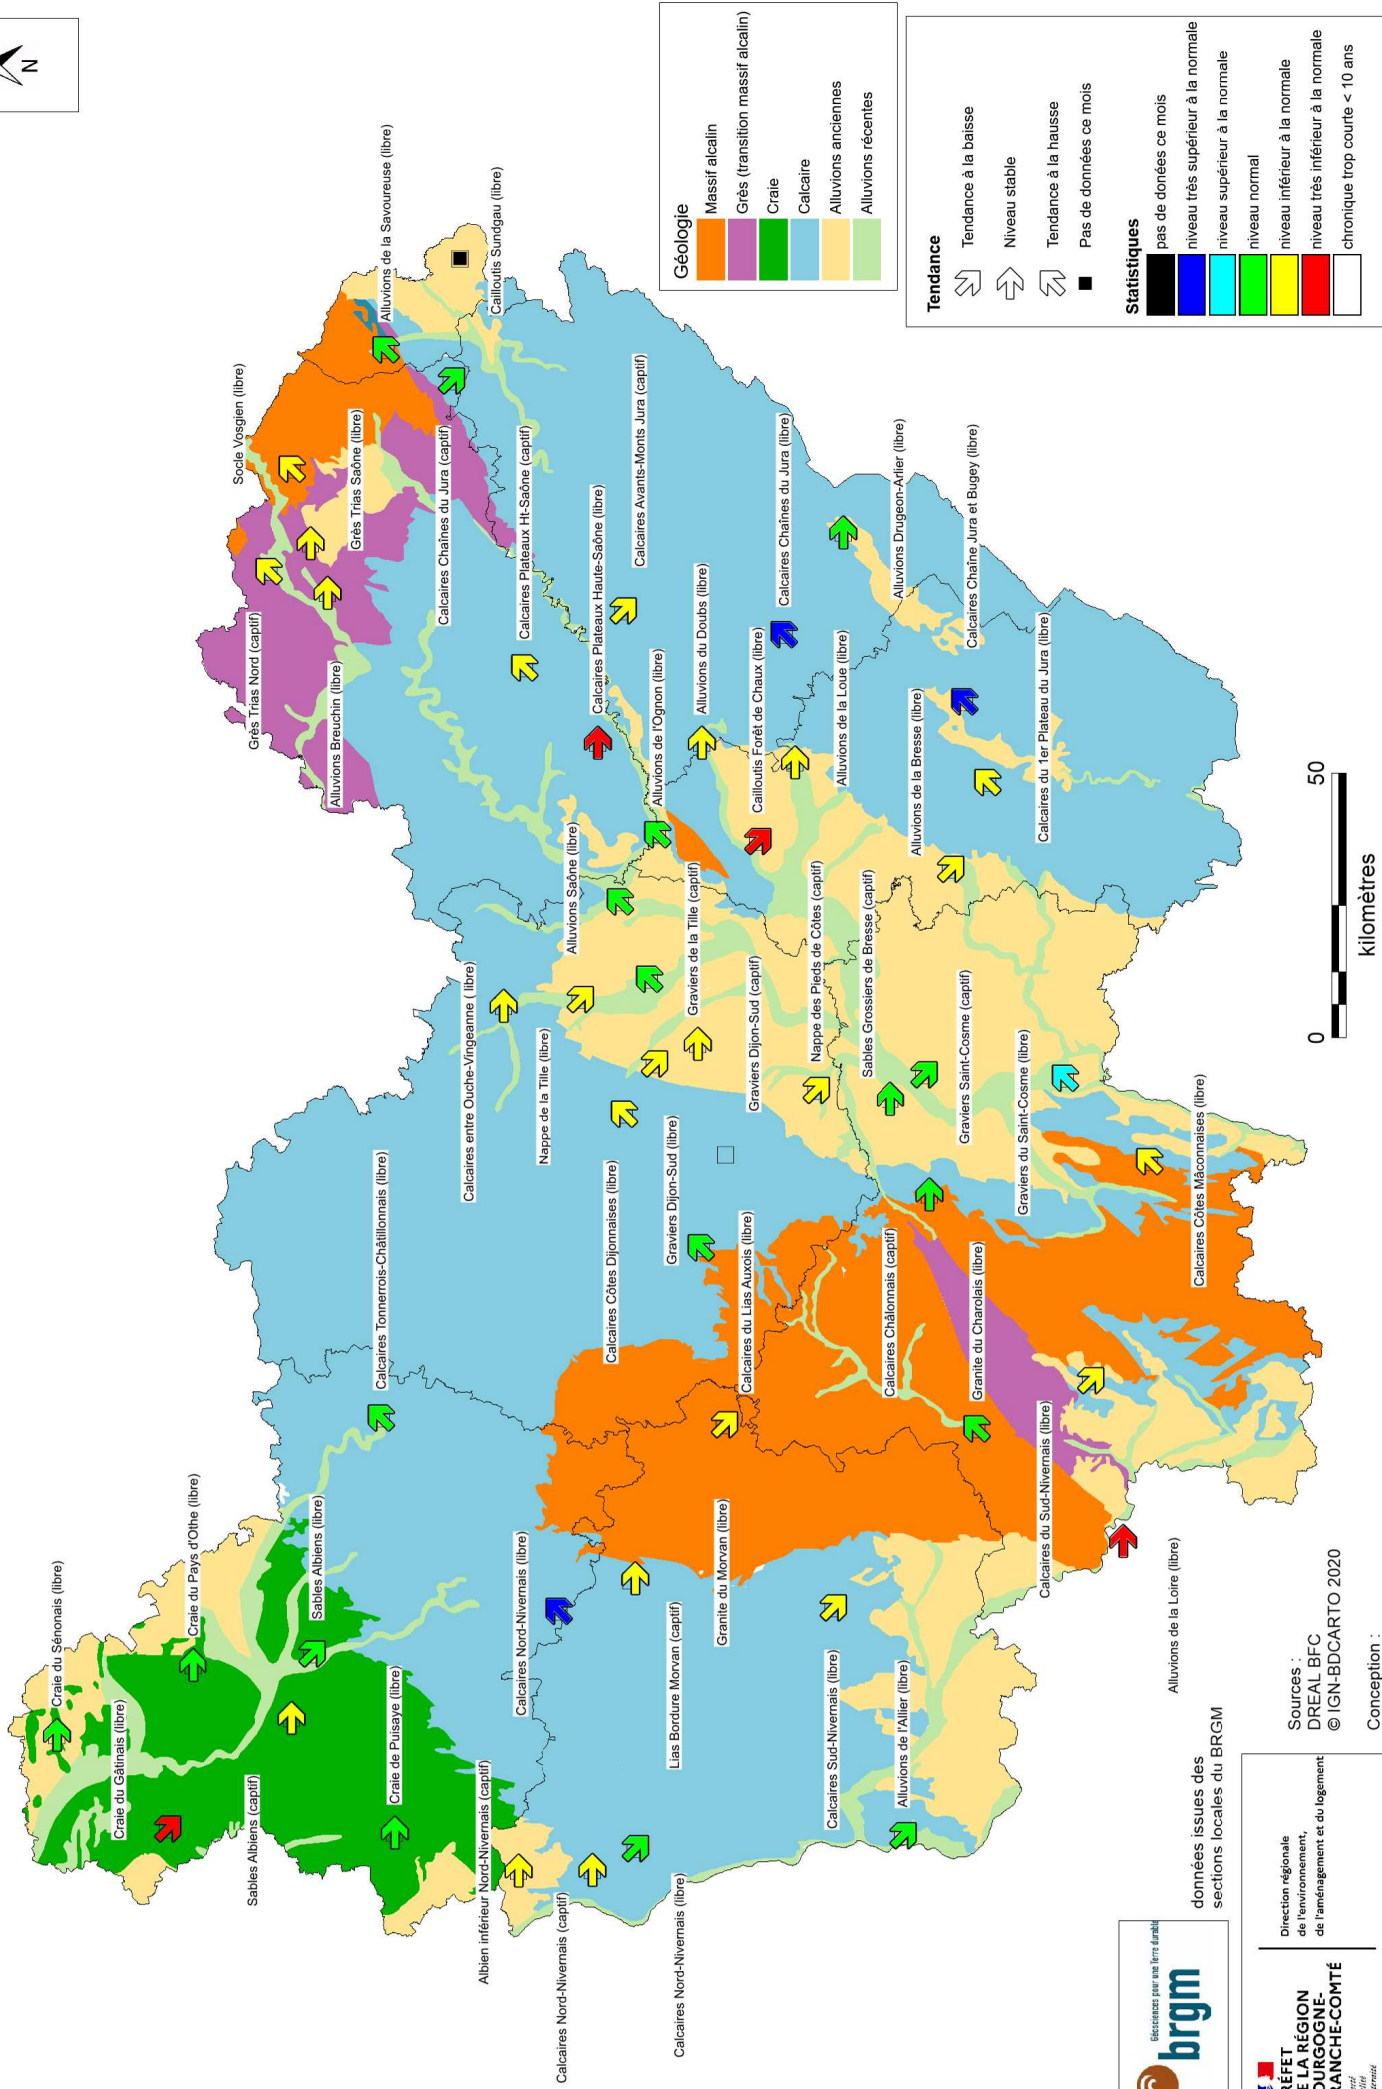 N
Craie du Sénonais (libre)
Craie du Gâtinais (libre)
Craie du Pays d'Othe (libre)
Sables Albiens (captif)
Sables Albiens (libre)
Craie de Puisaye (libre)
Calcaires Tonnerrois-Châtillonnais (libre)
Albien inférieur Nord-Nivernais (captif)
Calcaires Nord-Nivernais (libre)
Calcaires Nord-Nivernais (captif)
Calcaires Nord-Nivernais (libre)
Lias Bordure Morvan (captif)
Granite du Morvan (libre)
Calcaires Sud-Nivernais (libre)
Alluvions de l'Allier (libre)
Calcaires du Sud-Nivernais (libre)
Alluvions de la Loire (libre)
Calcaires entre Ouche-Vingeanne ( libre)
Nappe de la Tille (libre)
Calcaires Côtes Dijonnaises (libre)
Graviers Dijon-Sud (libre)
Calcaires du Lias Auxois (libre)
Calcaires Châlonnais (captif)
Granite du Charolais (libre)
Alluvions Saône (libre)
Graviers de la Tille (captif)
Graviers Dijon-Sud (captif)
Nappe des Pieds de Côtes (captif)
Sables Grossiers de Bresse (captif)
Graviers Saint-Cosme (captif)
Graviers du Saint-Cosme (libre)
Calcaires Côtes Mâconnaises (libre)
Socle Vosgien (libre)
Grès Trias Nord (captif)
Alluvions Breuchin (libre)
Grès Trias Saône (libre)
Alluvions de la Savoureuse (libre)
Cailloutis Sundgau (libre)
Calcaires Chaînes du Jura (captif)
Calcaires Plateaux Ht-Saône (captif)
Calcaires Plateaux Haute-Saône (libre)
Calcaires Avants-Monts Jura (captif)
Alluvions de l'Ognon (libre)
Alluvions du Doubs (libre)
Cailloutis Forêt de Chaux (libre)
Calcaires Chaînes du Jura (libre)
Alluvions de la Loue (libre)
Alluvions Drugeon-Arlier (libre)
Alluvions de la Bresse (libre)
Calcaires Chaîne Jura et Bugey (libre)
Calcaires du 1er Plateau du Jura (libre)
Géologie
Massif alcalin
Grès (transition massif alcalin)
Craie
Calcaire
Alluvions anciennes
Alluvions récentes
Tendance
Tendance à la baisse
Niveau stable
Tendance à la hausse
Pas de données ce mois
Statistiques
pas de donées ce mois
niveau très supérieur à la normale
niveau supérieur à la normale
niveau normal
niveau inférieur à la normale
niveau très inférieur à la normale
chronique trop courte < 10 ans
0
50
kilomètres
Géosciences pour une Terre durable
brgm
données issues des
sections locales du BRGM
Direction régionale
de l'environnement,
de l'aménagement et du logement
Sources :
DREAL BFC
© IGN-BDCARTO 2020
Conception :